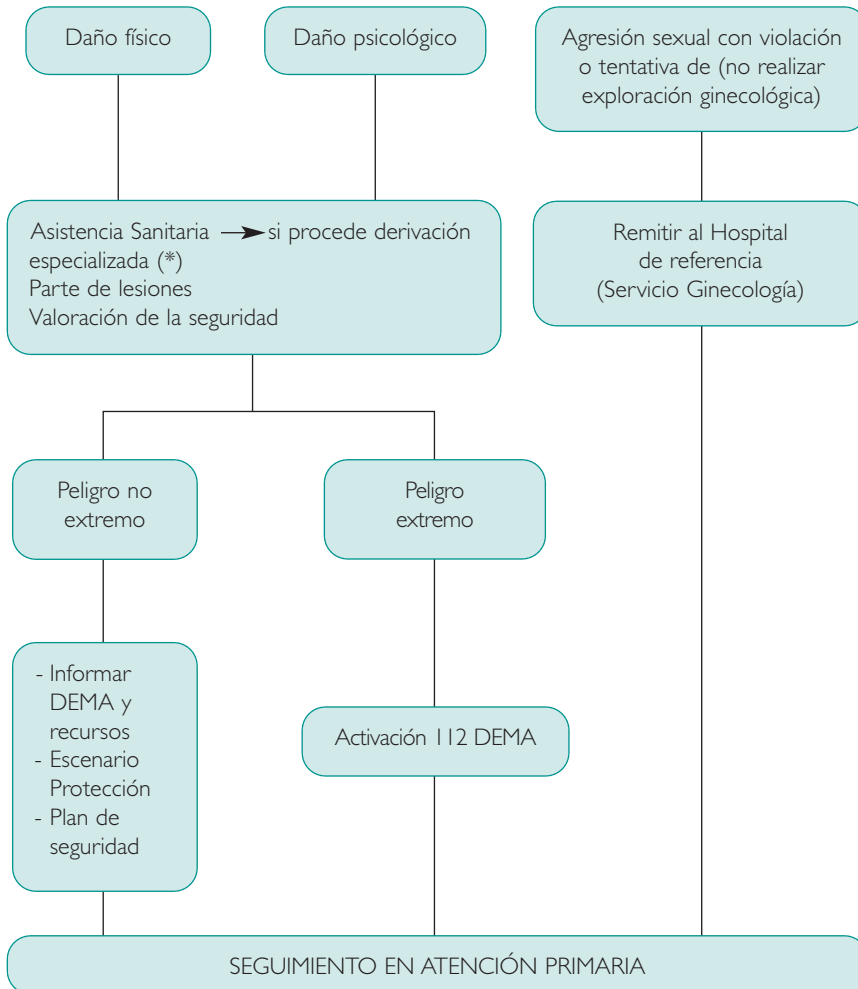 Daño físico
Daño psicológico
Agresión sexual con violación
o tentativa de (no realizar
exploración ginecológica)
Asistencia Sanitaria → si procede derivación
especializada (*)
Parte de lesiones
Valoración de la seguridad
Remitir al Hospital
de referencia
(Servicio Ginecología)
Peligro no
extremo
Peligro
extremo
- Informar
DEMA y
recursos
- Escenario
Protección
- Plan de
seguridad
Activación 112 DEMA
SEGUIMIENTO EN ATENCIÓN PRIMARIA